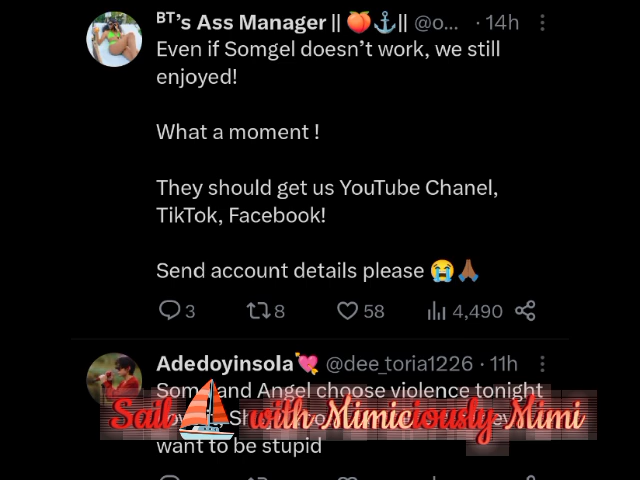 BT's Ass Manager || 🍑⚓|| @o... · 14h
Even if Somgel doesn't work, we still
enjoyed!
What a moment !
They should get us YouTube Chanel,
TikTok, Facebook!
Send account details please 😭🙏🏾
3 8 58 4,490
Adedoyinsola💘 @dee_toria1226 · 11h
and Angel choose violence tonight
Sail with Mimiciously Mimi
want to be stupid